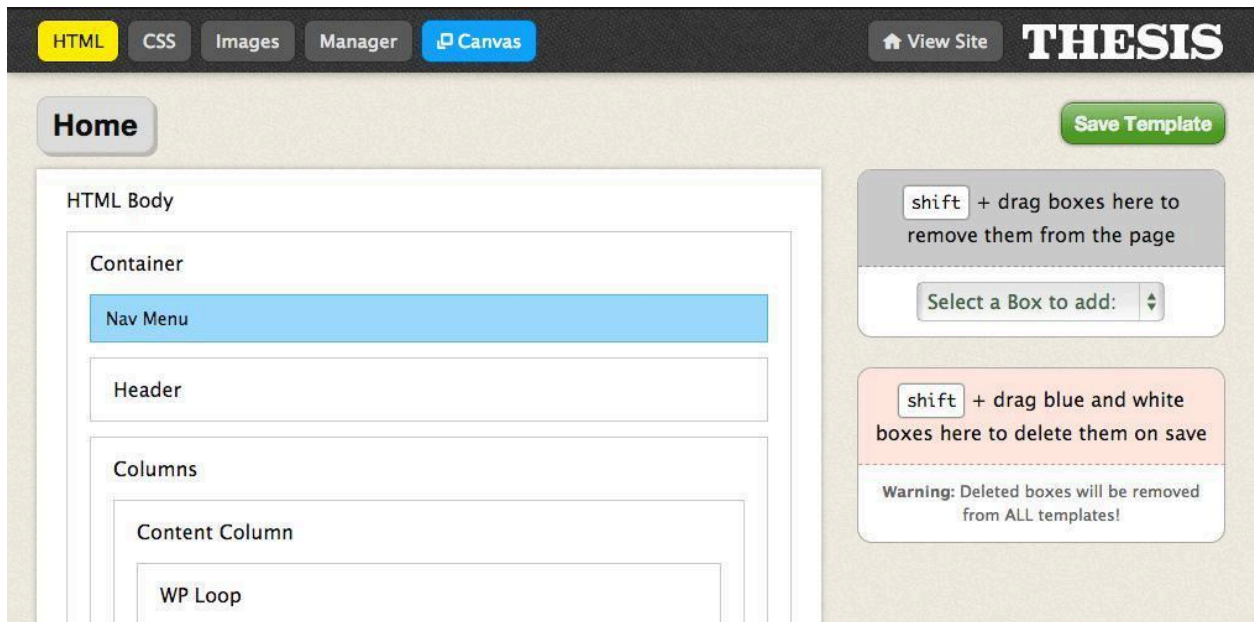 HTML CSS Images Manager Canvas View Site THESIS
Home
Save Template
HTML Body
Container
Nav Menu
Header
Columns
Content Column
WP Loop
shift + drag boxes here to
remove them from the page
Select a Box to add:
shift + drag blue and white
boxes here to delete them on save
Warning: Deleted boxes will be removed
from ALL templates!